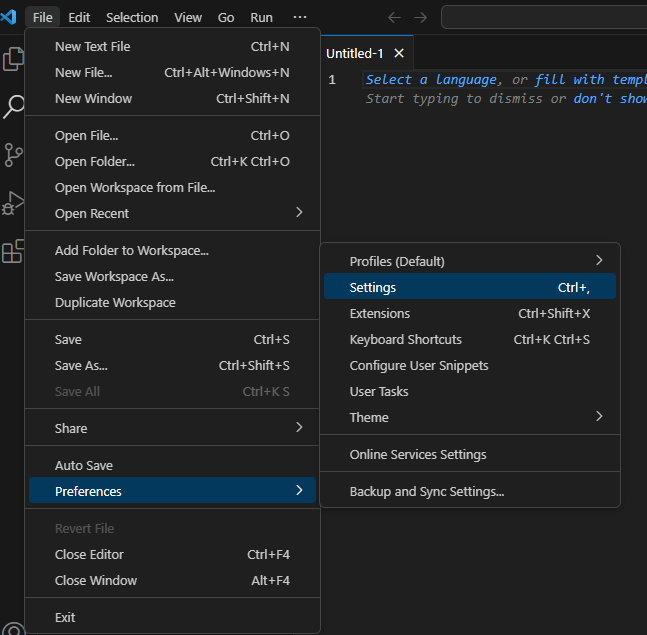 File Edit Selection View Go Run ...
New Text File Ctrl+N
New File... Ctrl+Alt+Windows+N
New Window Ctrl+Shift+N
Open File... Ctrl+O
Open Folder... Ctrl+K Ctrl+O
Open Workspace from File...
Open Recent
Add Folder to Workspace...
Save Workspace As...
Duplicate Workspace
Save Ctrl+S
Save As... Ctrl+Shift+S
Save All Ctrl+K S
Share
Auto Save
Preferences
Revert File
Close Editor Ctrl+F4
Close Window Alt+F4
Exit
Untitled-1
1 Select a language, or fill with templ
Start typing to dismiss or don't show
Profiles (Default)
Settings Ctrl+,
Extensions Ctrl+Shift+X
Keyboard Shortcuts Ctrl+K Ctrl+S
Configure User Snippets
User Tasks
Theme
Online Services Settings
Backup and Sync Settings...